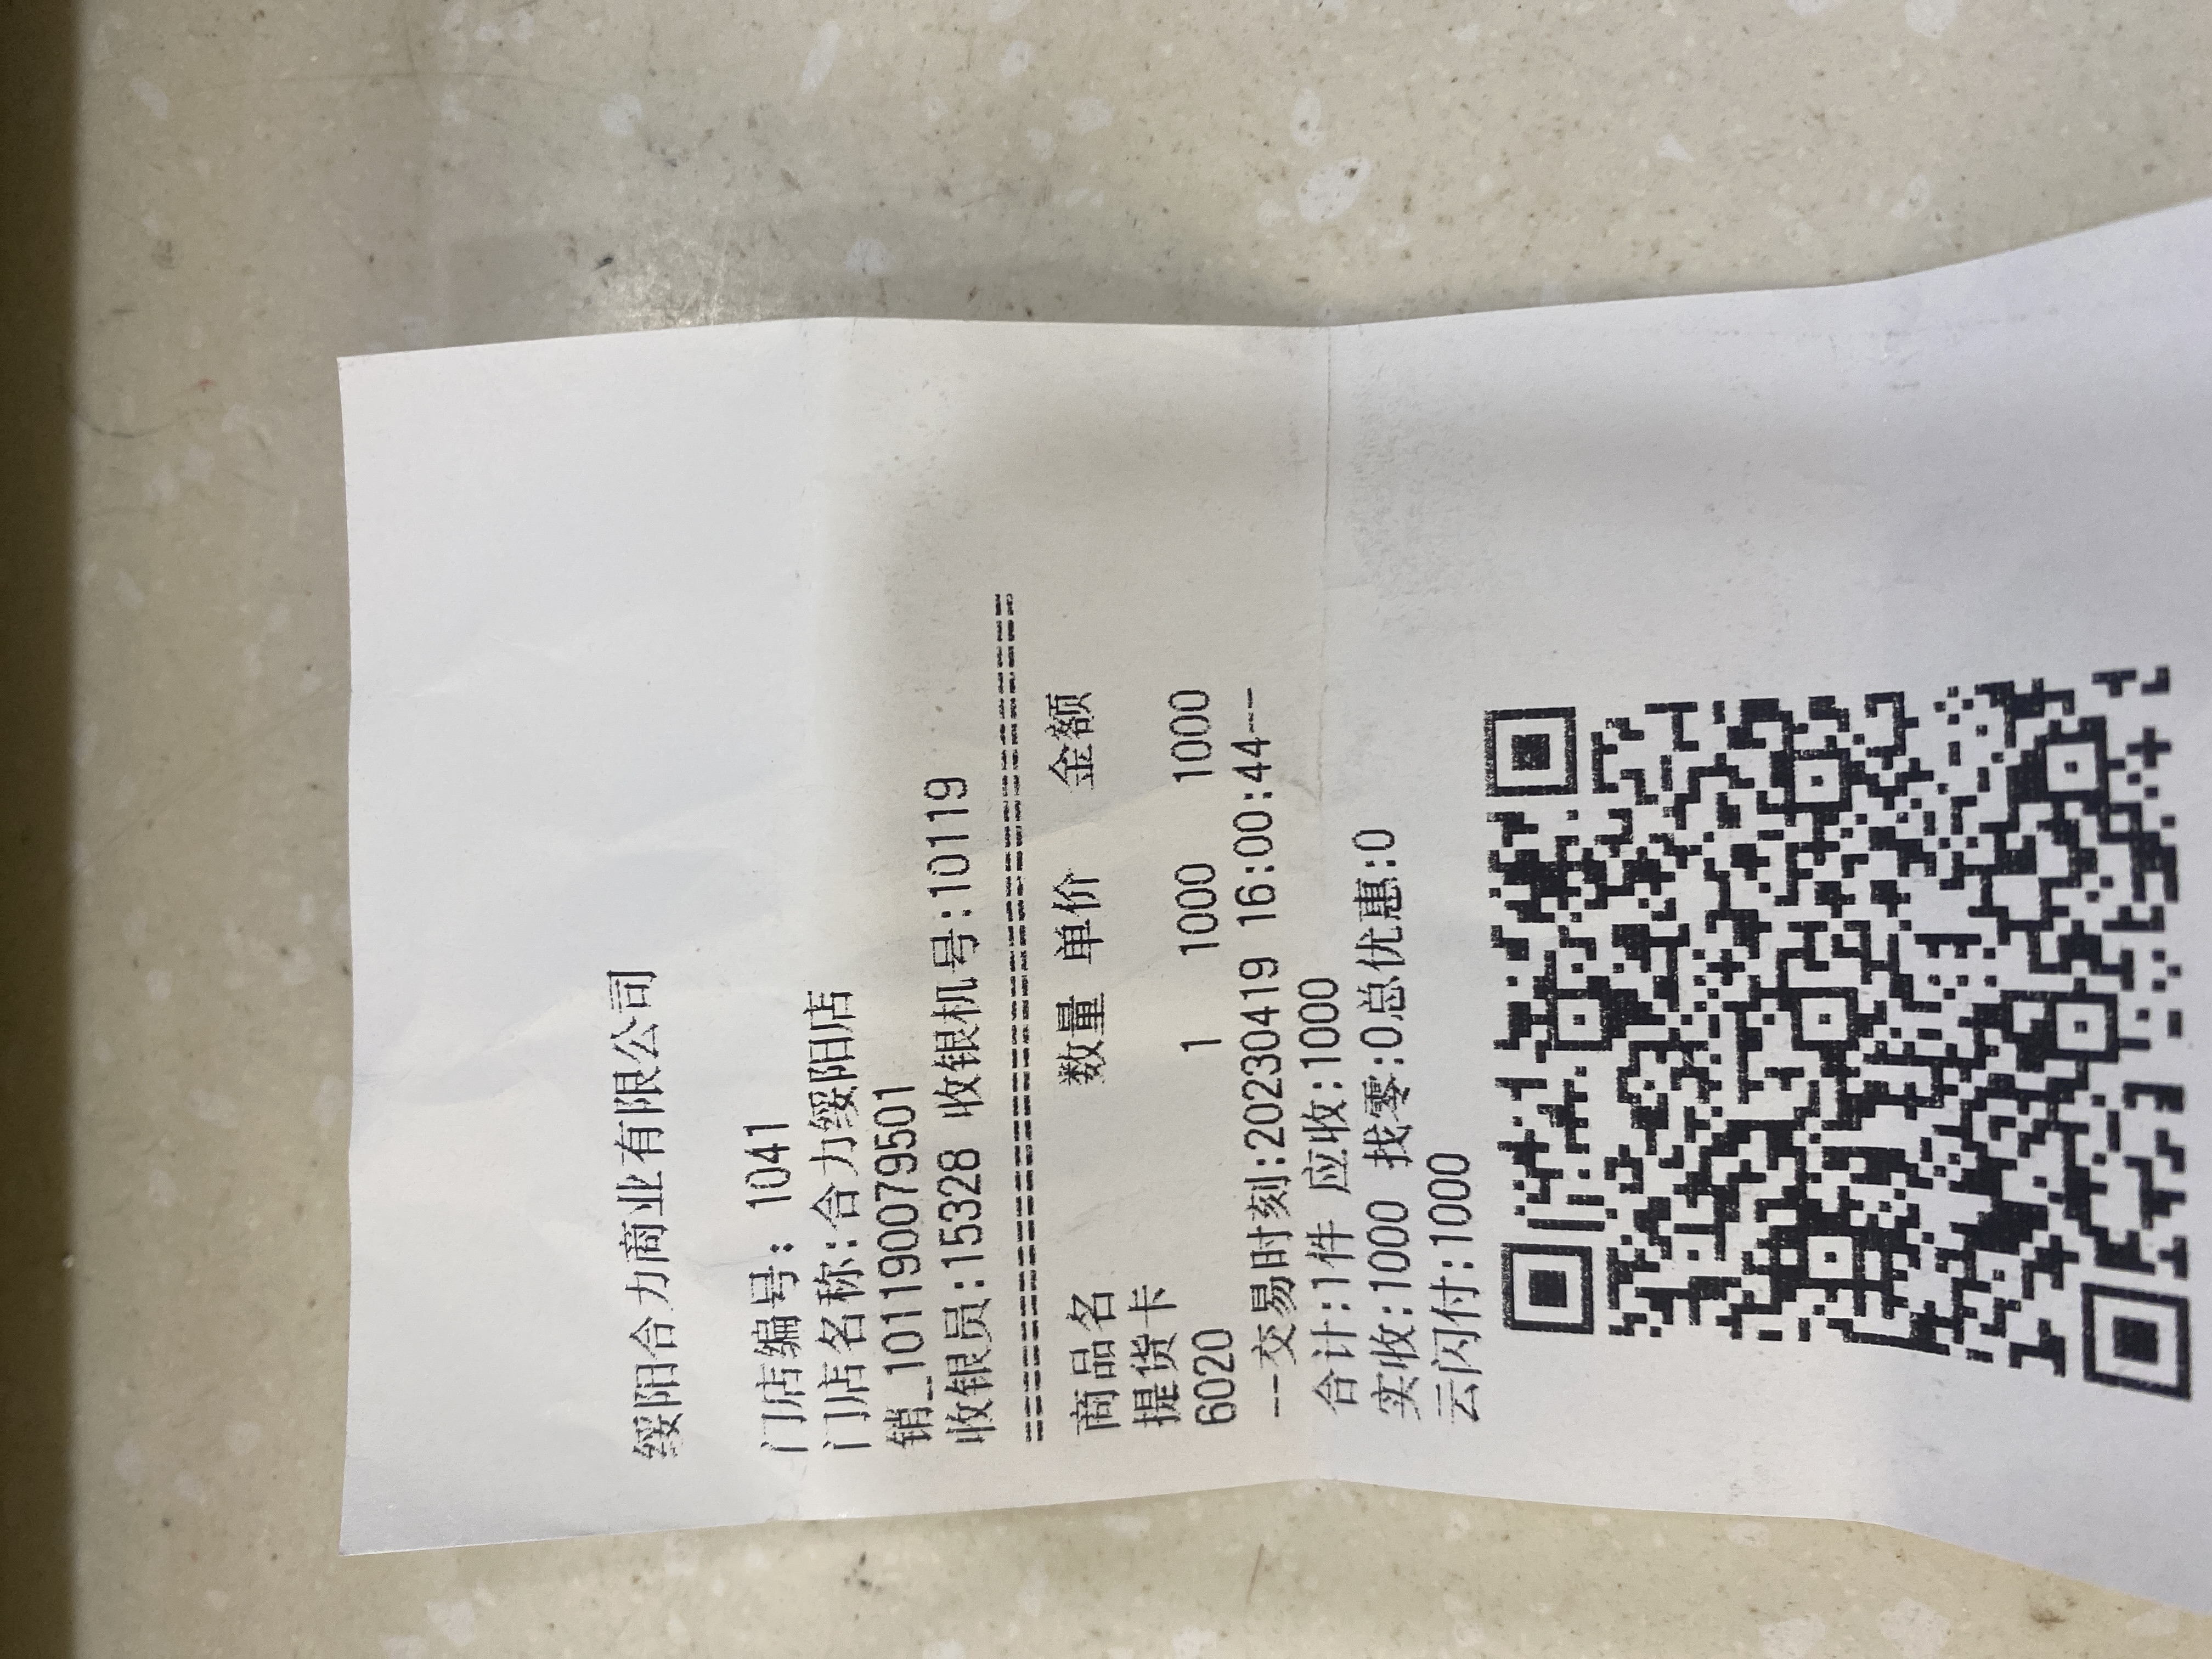 绥阳合力商业有限公司
门店编号: 1041
门店名称:合力绥阳店
销_1011190079501
收银员:15328 收银机号:10119
==========================================
商品名 数量 单价 金额
提货卡
6020 1 1000 1000
--交易时刻:20230419 16:00:44--
合计:1件 应收:1000
实收:1000 找零:0总优惠:0
云闪付:1000